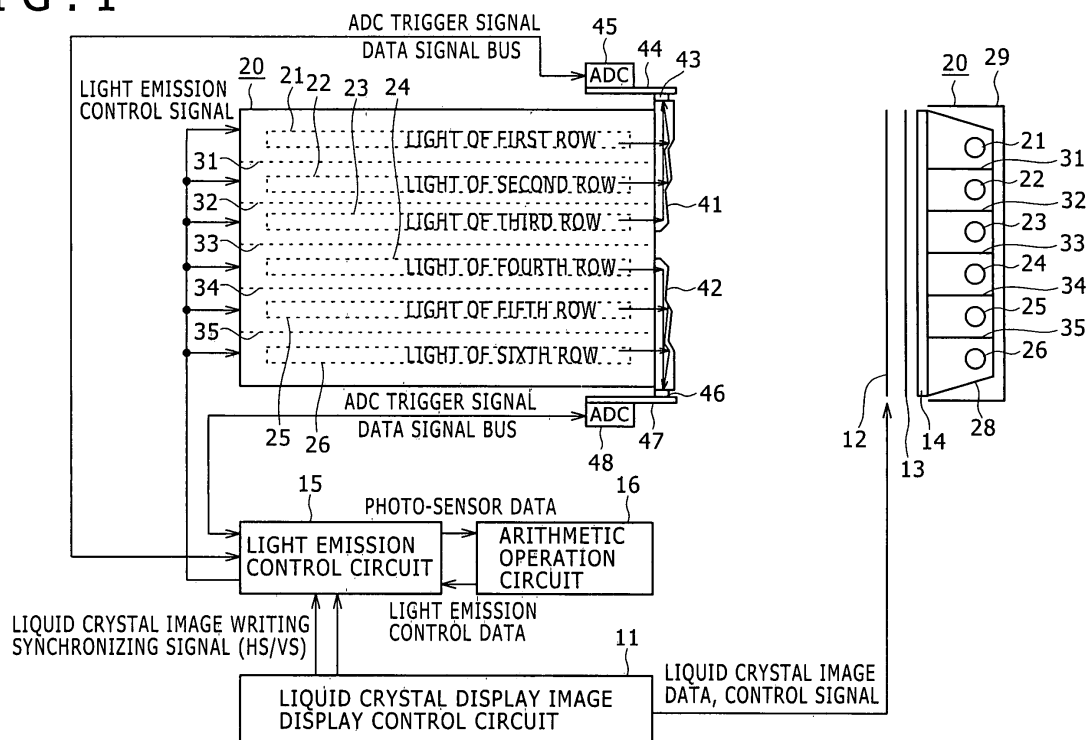 FIG. 1
ADC TRIGGER SIGNAL
DATA SIGNAL BUS
45
44
43
ADC
LIGHT EMISSION
CONTROL SIGNAL
20
21
22
23
24
20
29
LIGHT OF FIRST ROW
31
LIGHT OF SECOND ROW
32
LIGHT OF THIRD ROW
41
33
LIGHT OF FOURTH ROW
34
42
LIGHT OF FIFTH ROW
35
LIGHT OF SIXTH ROW
21
31
22
32
23
33
24
34
25
35
26
46
ADC TRIGGER SIGNAL
DATA SIGNAL BUS
25
26
ADC
47
48
12
13
14
28
15
PHOTO-SENSOR DATA
16
LIGHT EMISSION
CONTROL CIRCUIT
ARITHMETIC
OPERATION
CIRCUIT
LIGHT EMISSION
CONTROL DATA
LIQUID CRYSTAL IMAGE WRITING
SYNCHRONIZING SIGNAL (HS/VS)
11
LIQUID CRYSTAL DISPLAY IMAGE
DISPLAY CONTROL CIRCUIT
LIQUID CRYSTAL IMAGE
DATA, CONTROL SIGNAL